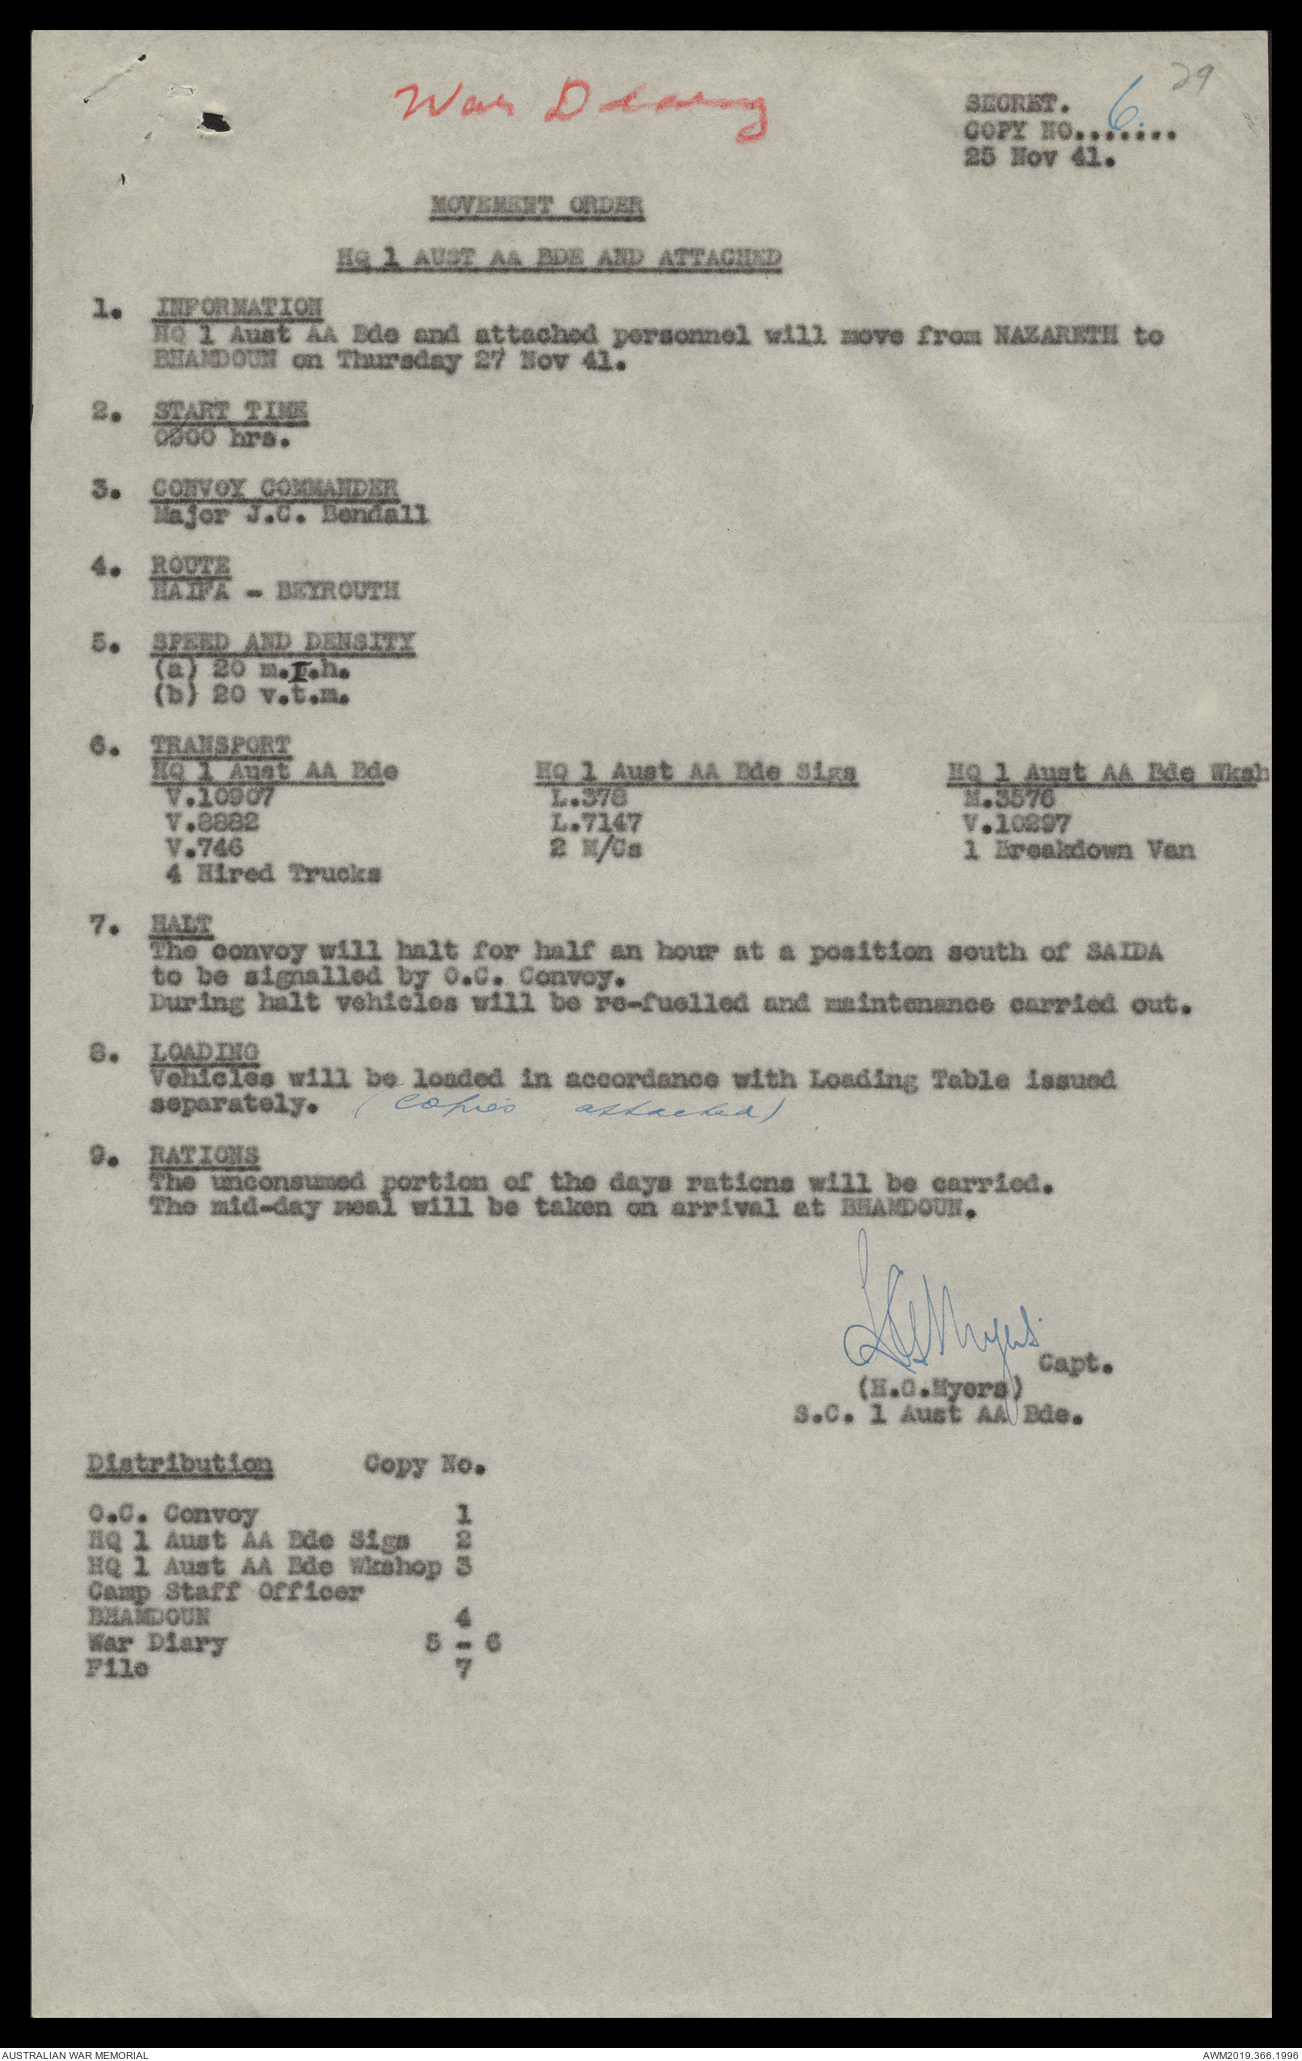 29
War Diary
SECRET.
COPY NO. 6.......
25 Nov 41.
MOVEMENT ORDER
HQ 1 AUST AA BDE AND ATTACHED
1. INFORMATION
HQ 1 Aust AA Bde and attached personnel will move from NAZARETH to
BHAMDOUN on Thursday 27 Nov 41.
2. START TIME
0900 hrs.
3. CONVOY COMMANDER
Major J.C. Bendall
4. ROUTE
HAIFA - BEYROUTH
5. SPEED AND DENSITY
(a) 20 m.I.h.
(b) 20 v.t.m.
6. TRANSPORT
HQ 1 Aust AA Bde HQ 1 Aust AA Bde Sigs HQ 1 Aust AA Bde Wksh
V.10907 L.378 M.3576
V.8882 L.7147 V.10297
V.746 2 M/Cs 1 Breakdown Van
4 Hired Trucks
7. HALT
The convoy will halt for half an hour at a position south of SAIDA
to be signalled by O.C. Convoy.
During halt vehicles will be re-fuelled and maintenance carried out.
8. LOADING
Vehicles will be loaded in accordance with Loading Table issued
separately. (copies attached)
9. RATIONS
The unconsumed portion of the days rations will be carried.
The mid-day meal will be taken on arrival at BHAMDOUN.
Capt.
(H.G.Myers)
S.C. 1 Aust AA Bde.
Distribution Copy No.
O.C. Convoy 1
HQ 1 Aust AA Bde Sigs 2
HQ 1 Aust AA Bde Wkshop 3
Camp Staff Officer
BHAMDOUN 4
War Diary 5 - 6
File 7
AUSTRALIAN WAR MEMORIAL
AWM2019.366.1996